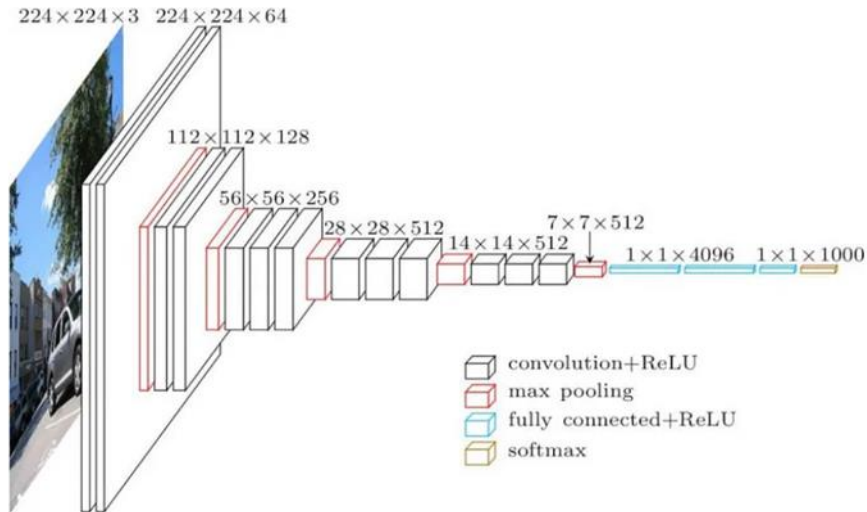 224×224×3
224×224×64
112×112×128
56×56×256
28×28×512
14×14×512
7×7×512
1×1×4096
1×1×1000
convolution+ReLU
max pooling
fully connected+ReLU
softmax